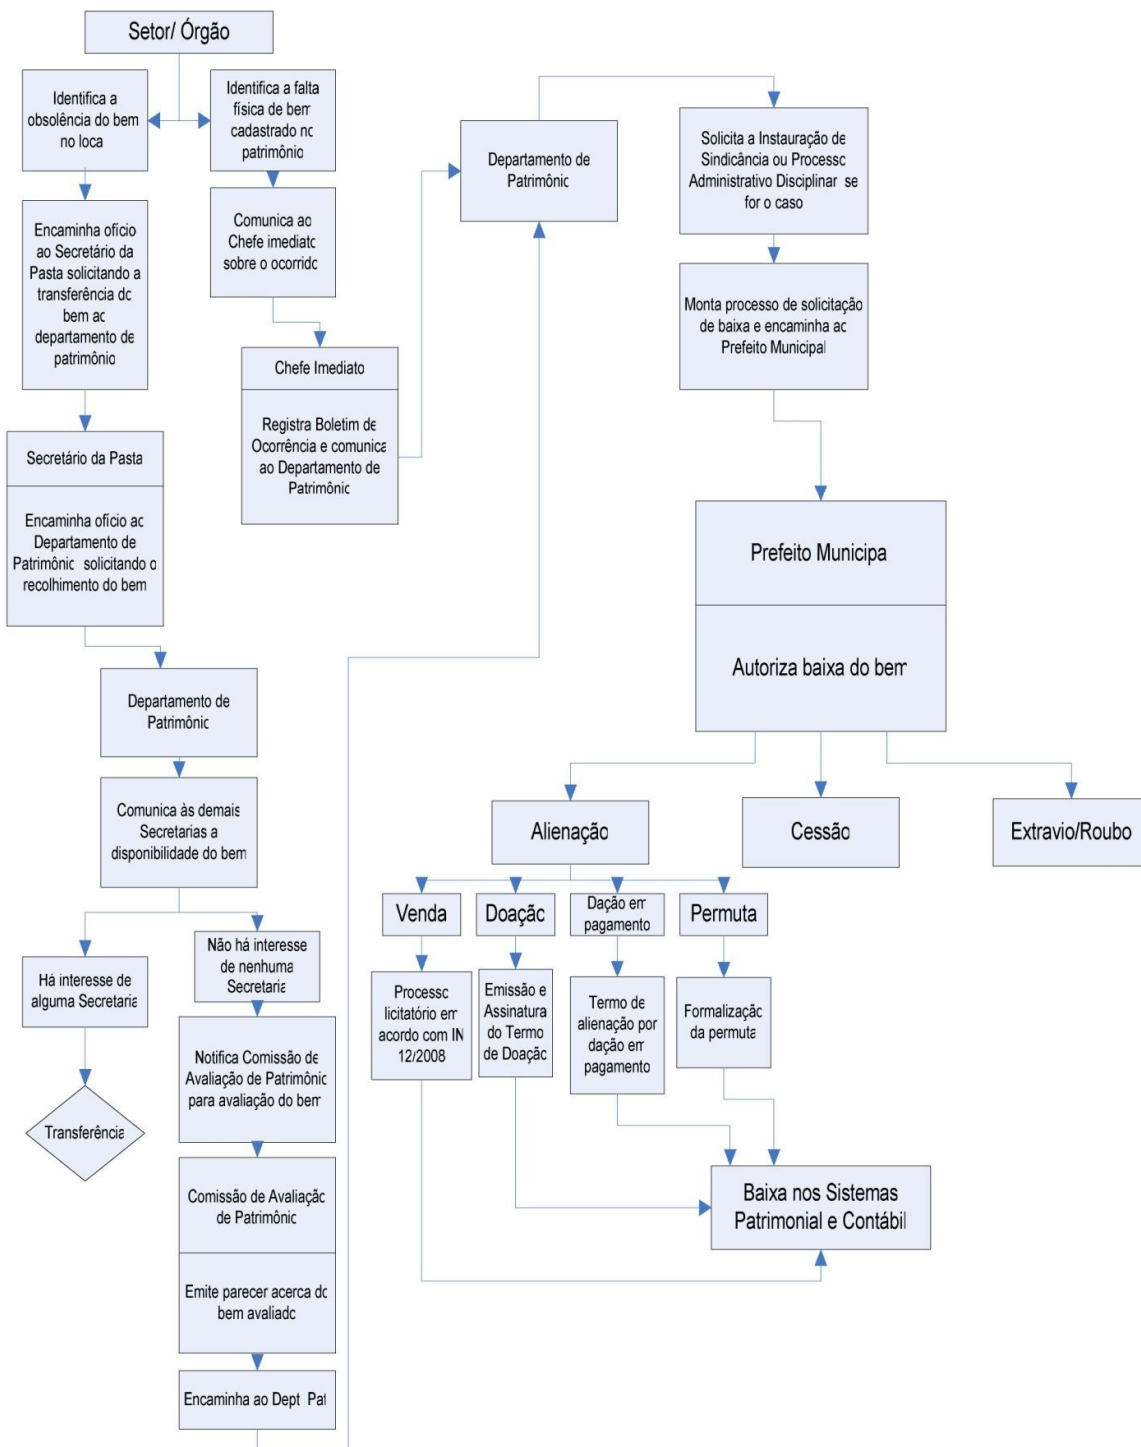 Setor/ Órgão
Identifica a
obsolência do bem
no loca
Identifica a falta
física de bem
cadastrado no
patrimônio
Encaminha ofício
ao Secretário da
Pasta solicitando a
transferência do
bem ao
departamento de
patrimônio
Comunica ao
Chefe imediato
sobre o ocorrido
Chefe Imediato
Registra Boletim de
Ocorrência e comunica
ao Departamento de
Patrimônio
Secretário da Pasta
Encaminha ofício ao
Departamento de
Patrimônio solicitando o
recolhimento do bem
Departamento de
Patrimônio
Comunica às demais
Secretarias a
disponibilidade do bem
Há interesse de
alguma Secretaria
Transferência
Não há interesse
de nenhuma
Secretaria
Notifica Comissão de
Avaliação de Patrimônio
para avaliação do bem
Comissão de Avaliação
de Patrimônio
Emite parecer acerca do
bem avaliado
Encaminha ao Dept Pat
Departamento de
Patrimônio
Solicita a Instauração de
Sindicância ou Processo
Administrativo Disciplinar se
for o caso
Monta processo de solicitação
de baixa e encaminha ao
Prefeito Municipal
Prefeito Municipa
Autoriza baixa do bem
Alienação
Cessão
Extravio/Roubo
Venda
Doação
Dação em
pagamento
Permuta
Processo
licitatório em
acordo com IN
12/2008
Emissão e
Assinatura
do Termo
de Doação
Termo de
alienação por
dação em
pagamento
Formalização
da permuta
Baixa nos Sistemas
Patrimonial e Contábil